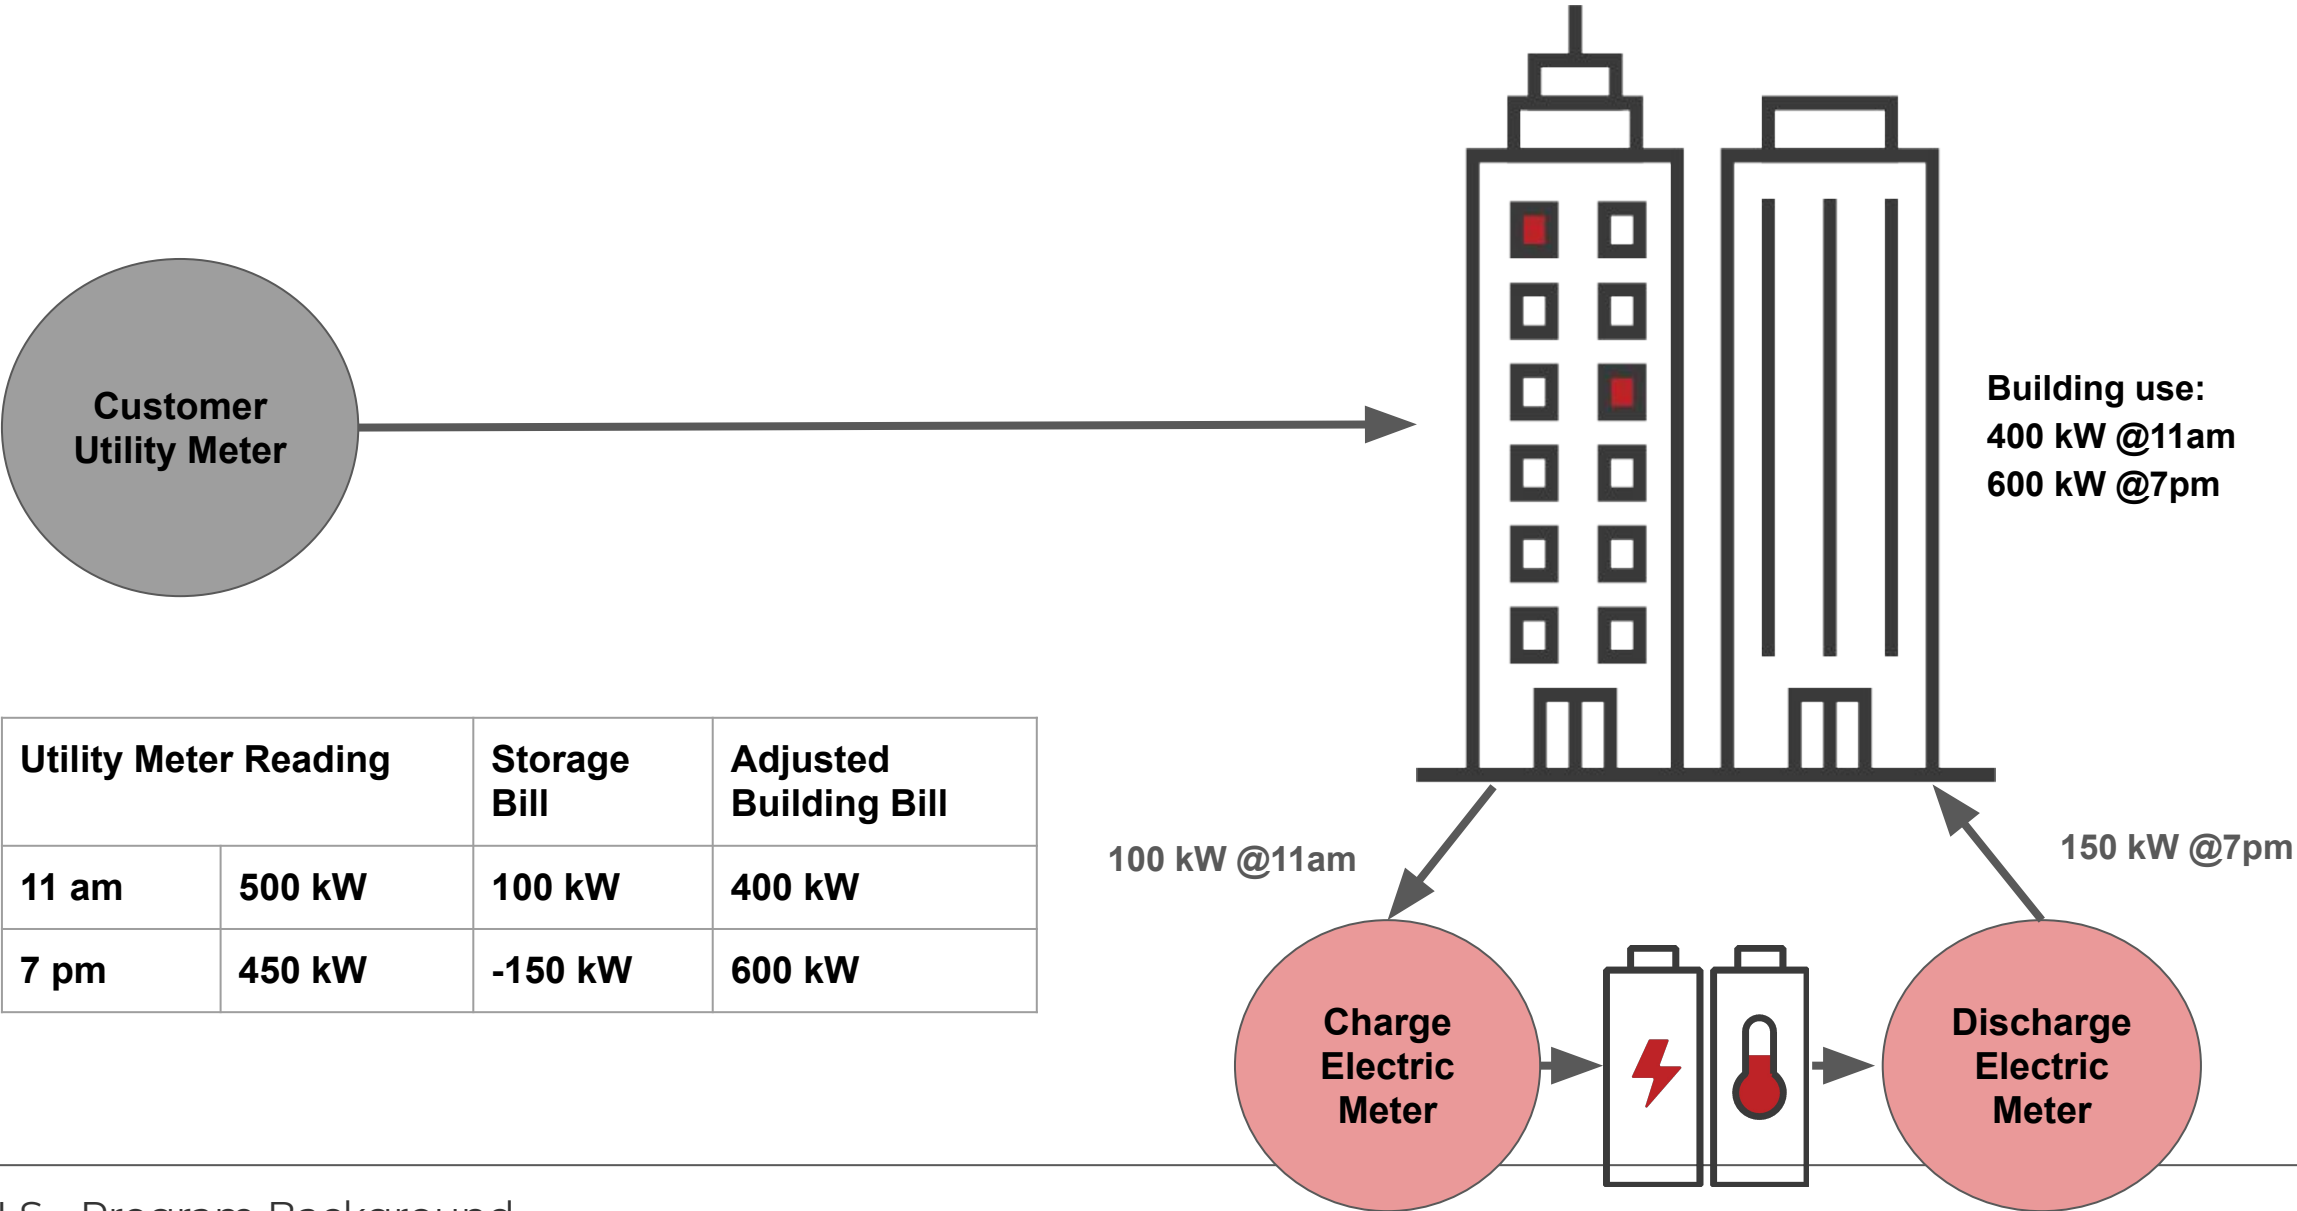 Customer
Utility Meter
Building use:
400 kW @11am
600 kW @7pm
Utility Meter Reading
Storage
Bill
Adjusted
Building Bill
11 am
500 kW
100 kW
400 kW
7 pm
450 kW
-150 kW
600 kW
100 kW @11am
150 kW @7pm
Charge
Electric
Meter
Discharge
Electric
Meter
Program Background